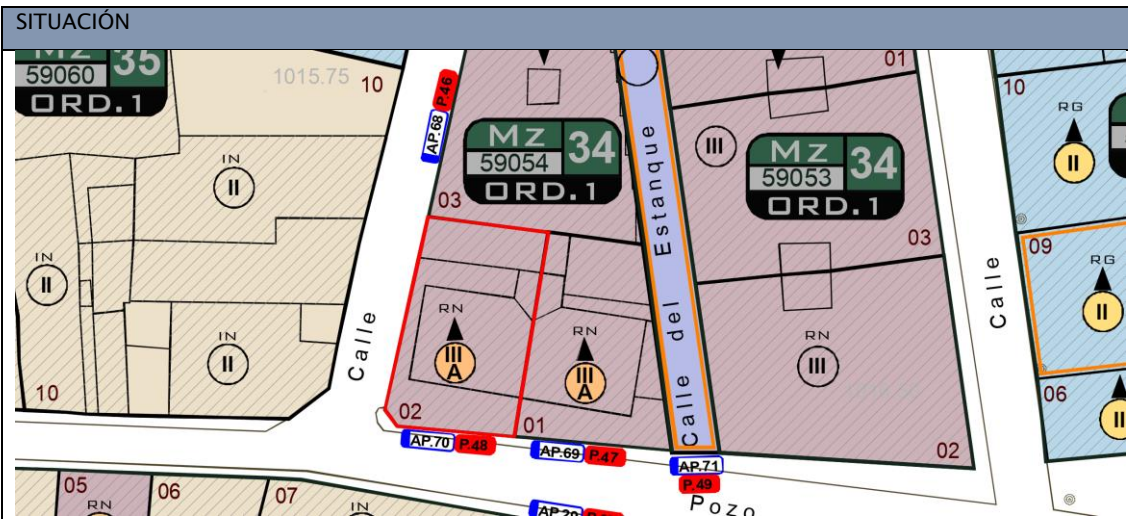 SITUACIÓN
Mz 35
59060
ORD.1
1015.75
10
IN
II
IN
II
IN
II
10
AP.68 P.46
Mz 34
59054
ORD.1
03
RN
III
A
02
RN
III
A
01
Calle
Calle del Estanque
III
01
Mz 34
59053
ORD.1
03
RN
III
02
Calle
10
RG
II
09
RG
II
06
II
AP.70 P.48
AP.69 P.47
AP.71
P.49
Pozo
05
RN
06
07
IN